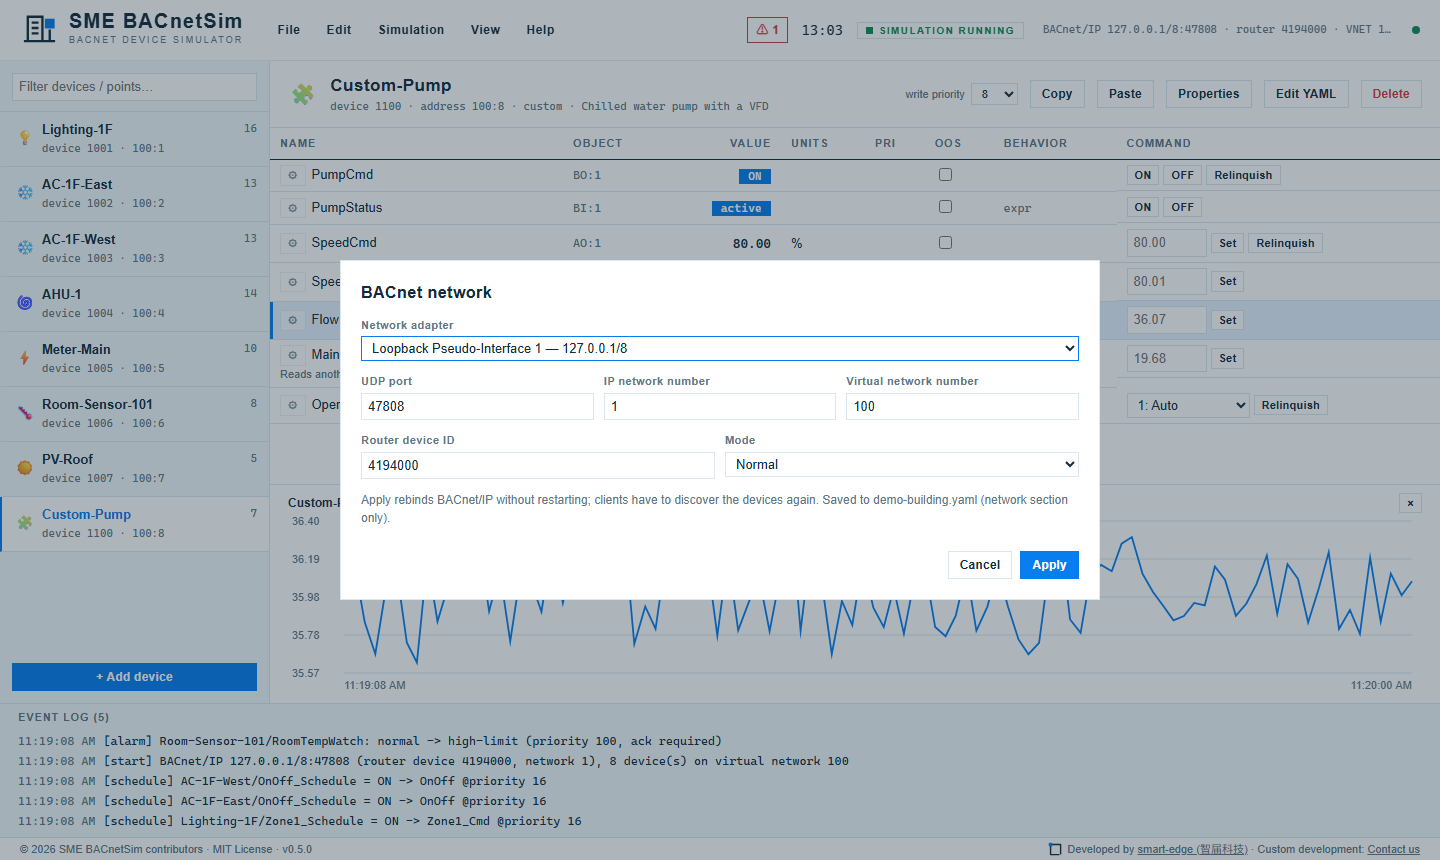 SME BACnetSim
BACNET DEVICE SIMULATOR
File Edit Simulation View Help
1 13:03 SIMULATION RUNNING BACnet/IP 127.0.0.1/8:47808 · router 4194000 · VNET 1…
Filter devices / points…
Lighting-1F 16
device 1001 · 100:1
AC-1F-East 13
device 1002 · 100:2
AC-1F-West 13
device 1003 · 100:3
AHU-1 14
device 1004 · 100:4
Meter-Main 10
device 1005 · 100:5
Room-Sensor-101 8
device 1006 · 100:6
PV-Roof 5
device 1007 · 100:7
Custom-Pump 7
device 1100 · 100:8
+ Add device
Custom-Pump
device 1100 · address 100:8 · custom · Chilled water pump with a VFD
write priority 8 Copy Paste Properties Edit YAML Delete
NAME OBJECT VALUE UNITS PRI OOS BEHAVIOR COMMAND
PumpCmd BO:1 ON ON OFF Relinquish
PumpStatus BI:1 active expr ON OFF
SpeedCmd AO:1 80.00 % 80.00 Set Relinquish
Spee 80.01 Set
Flow 36.07 Set
Main 19.68 Set
Reads anoth
Oper 1: Auto Relinquish
BACnet network
Network adapter
Loopback Pseudo-Interface 1 — 127.0.0.1/8
UDP port IP network number Virtual network number
47808 1 100
Router device ID Mode
4194000 Normal
Apply rebinds BACnet/IP without restarting; clients have to discover the devices again. Saved to demo-building.yaml (network section
only).
Cancel Apply
Custom-P ×
36.40
36.19
35.98
35.78
35.57
11:19:08 AM 11:20:00 AM
EVENT LOG (5)
11:19:08 AM [alarm] Room-Sensor-101/RoomTempWatch: normal -> high-limit (priority 100, ack required)
11:19:08 AM [start] BACnet/IP 127.0.0.1/8:47808 (router device 4194000, network 1), 8 device(s) on virtual network 100
11:19:08 AM [schedule] AC-1F-West/OnOff_Schedule = ON -> OnOff @priority 16
11:19:08 AM [schedule] AC-1F-East/OnOff_Schedule = ON -> OnOff @priority 16
11:19:08 AM [schedule] Lighting-1F/Zone1_Schedule = ON -> Zone1_Cmd @priority 16
© 2026 SME BACnetSim contributors · MIT License · v0.5.0
Developed by smart-edge (智届科技) · Custom development: Contact us